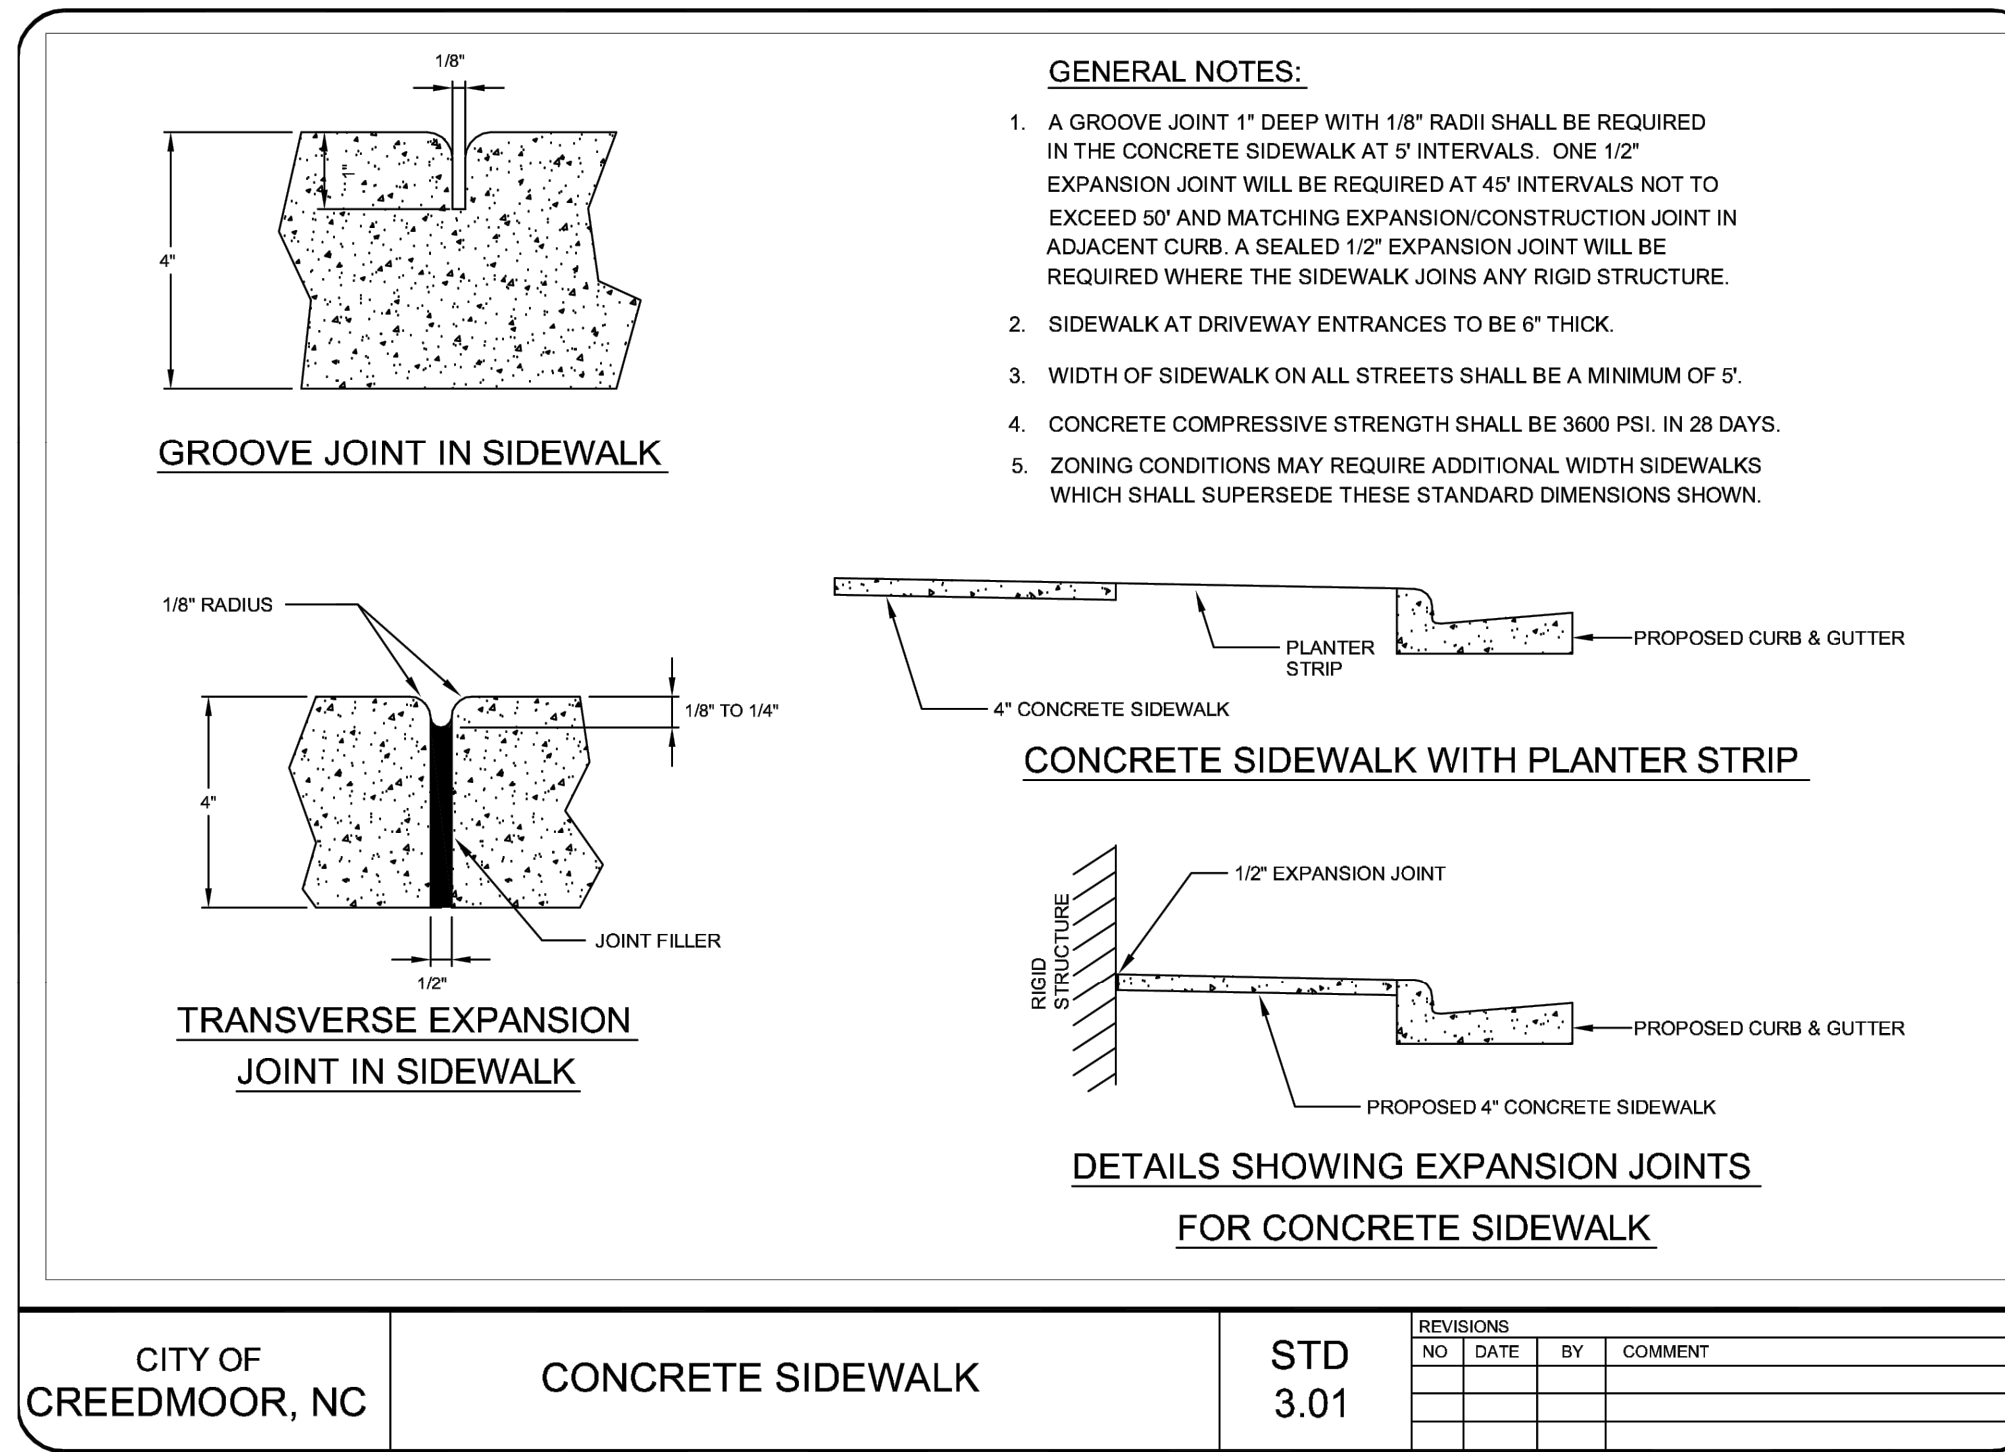 1/8"
1"
4"
GROOVE JOINT IN SIDEWALK
GENERAL NOTES:
1. A GROOVE JOINT 1" DEEP WITH 1/8" RADII SHALL BE REQUIRED
IN THE CONCRETE SIDEWALK AT 5' INTERVALS. ONE 1/2"
EXPANSION JOINT WILL BE REQUIRED AT 45' INTERVALS NOT TO
EXCEED 50' AND MATCHING EXPANSION/CONSTRUCTION JOINT IN
ADJACENT CURB. A SEALED 1/2" EXPANSION JOINT WILL BE
REQUIRED WHERE THE SIDEWALK JOINS ANY RIGID STRUCTURE.
2. SIDEWALK AT DRIVEWAY ENTRANCES TO BE 6" THICK.
3. WIDTH OF SIDEWALK ON ALL STREETS SHALL BE A MINIMUM OF 5'.
4. CONCRETE COMPRESSIVE STRENGTH SHALL BE 3600 PSI. IN 28 DAYS.
5. ZONING CONDITIONS MAY REQUIRE ADDITIONAL WIDTH SIDEWALKS
WHICH SHALL SUPERSEDE THESE STANDARD DIMENSIONS SHOWN.
1/8" RADIUS
1/8" TO 1/4"
4"
JOINT FILLER
1/2"
TRANSVERSE EXPANSION
JOINT IN SIDEWALK
PLANTER
STRIP
PROPOSED CURB & GUTTER
4" CONCRETE SIDEWALK
CONCRETE SIDEWALK WITH PLANTER STRIP
1/2" EXPANSION JOINT
RIGID
STRUCTURE
PROPOSED CURB & GUTTER
PROPOSED 4" CONCRETE SIDEWALK
DETAILS SHOWING EXPANSION JOINTS
FOR CONCRETE SIDEWALK
CITY OF
CREEDMOOR, NC
CONCRETE SIDEWALK
STD
3.01
REVISIONS
NO DATE BY COMMENT